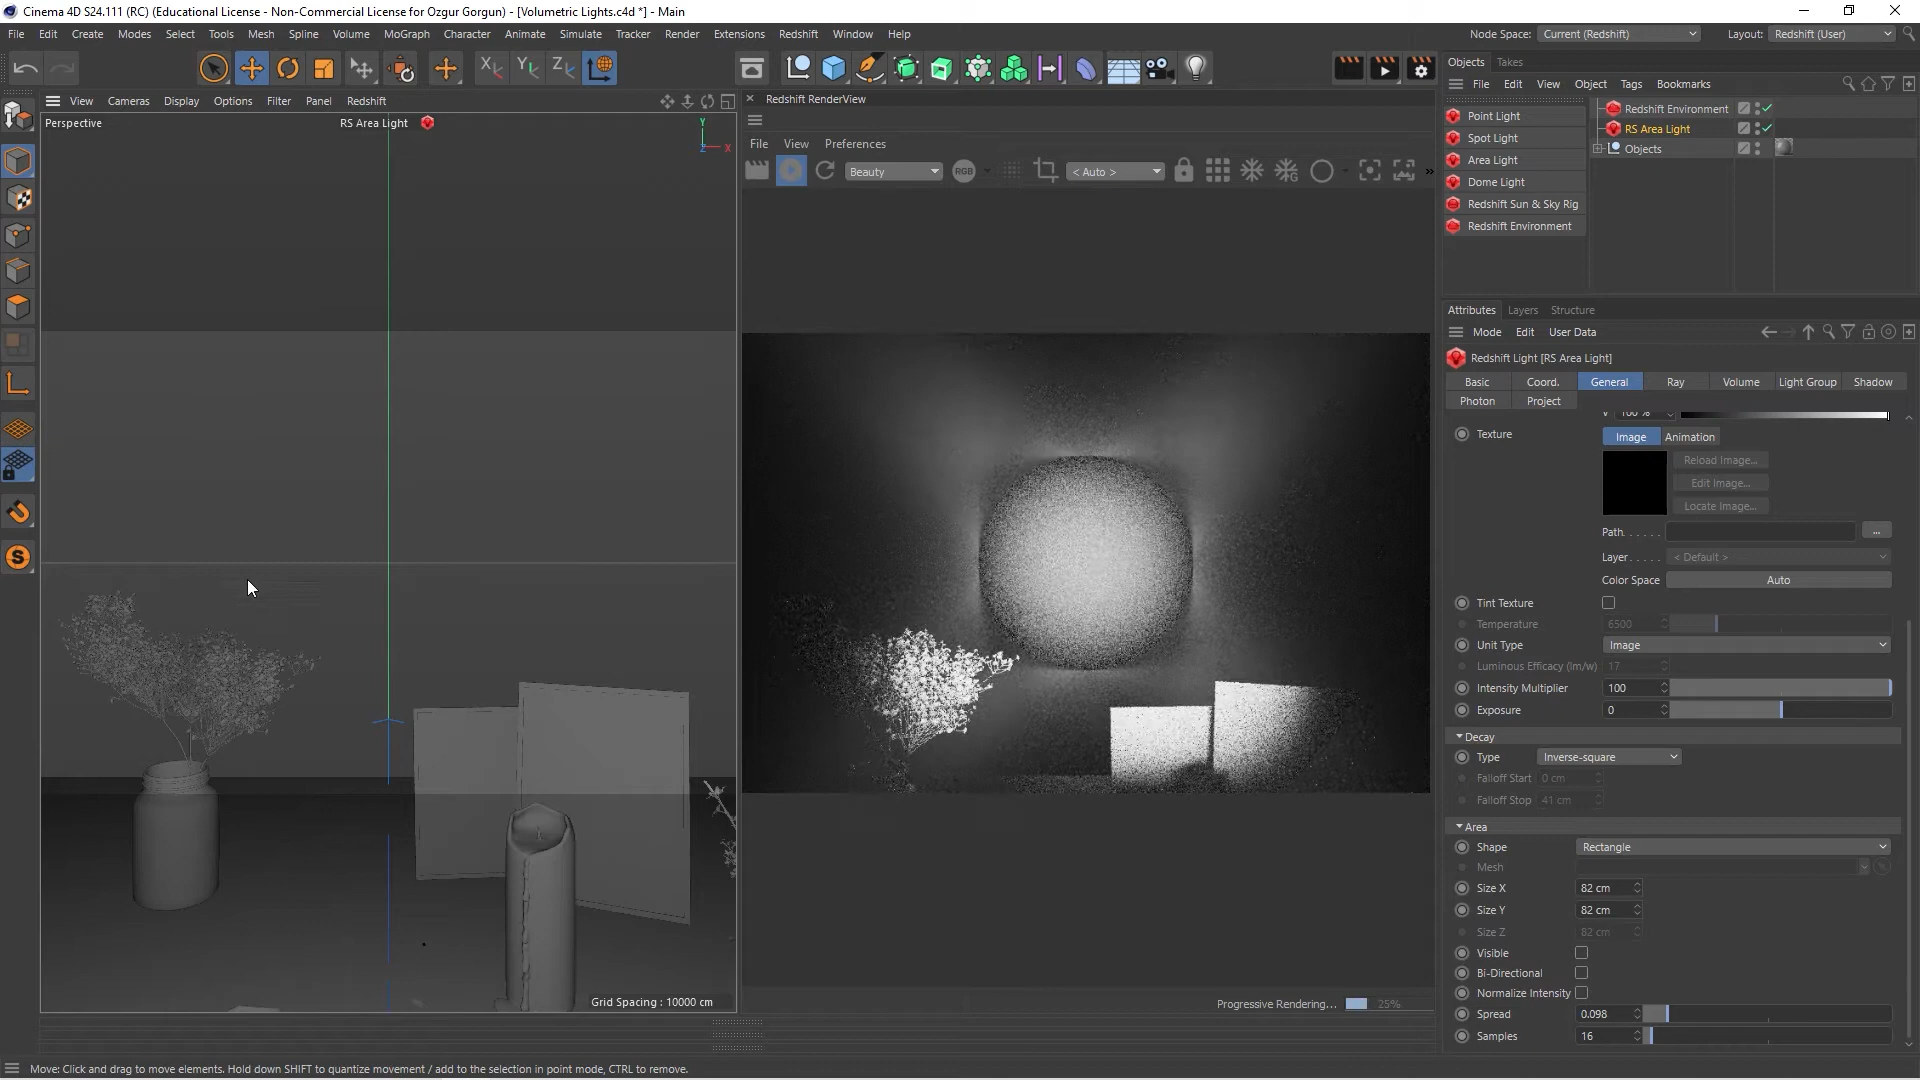 Cinema 4D S24.111 (RC) (Educational License - Non-Commercial License for Ozgur Gorgun) - [Volumetric Lights.c4d *] - Main
File Edit Create Modes Select Tools Mesh Spline Volume MoGraph Character Animate Simulate Tracker Render Extensions Redshift Window Help
Node Space: Current (Redshift) Layout: Redshift (User)
Objects Takes
File Edit View Object Tags Bookmarks
View Cameras Display Options Filter Panel Redshift
Redshift RenderView
Perspective
RS Area Light
Y
X
Z
File View Preferences
Beauty
RGB
< Auto >
Point Light
Spot Light
Area Light
Dome Light
Redshift Sun & Sky Rig
Redshift Environment
Redshift Environment
RS Area Light
Objects
Attributes Layers Structure
Mode Edit User Data
Redshift Light [RS Area Light]
Basic Coord. General Ray Volume Light Group Shadow
Photon Project
V 100 %
Texture Image Animation
Reload Image...
Edit Image...
Locate Image...
Path. . . . . . ...
Layer . . . . . < Default >
Color Space Auto
Tint Texture
Temperature 6500
Unit Type Image
Luminous Efficacy (lm/w) 17
Intensity Multiplier 100
Exposure 0
Decay
Type Inverse-square
Falloff Start 0 cm
Falloff Stop 41 cm
Area
Shape Rectangle
Mesh
Size X 82 cm
Size Y 82 cm
Size Z 82 cm
Visible
Bi-Directional
Normalize Intensity
Spread 0.098
Samples 16
Grid Spacing : 10000 cm
Progressive Rendering... 25%
Move: Click and drag to move elements. Hold down SHIFT to quantize movement / add to the selection in point mode, CTRL to remove.